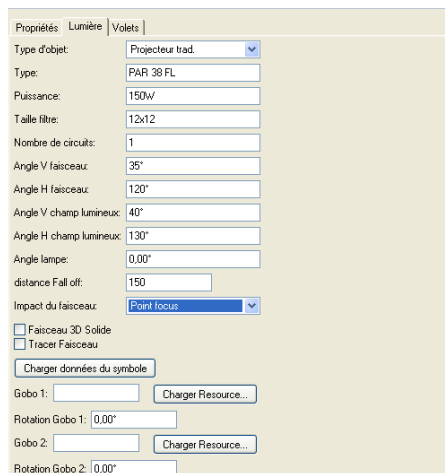 Propriétés Lumière Volets
Type d'objet: Projecteur trad.
Type: PAR 38 FL
Puissance: 150W
Taille filtre: 12x12
Nombre de circuits: 1
Angle V faisceau: 35°
Angle H faisceau: 120°
Angle V champ lumineux: 40°
Angle H champ lumineux: 130°
Angle lampe: 0,00°
distance Fall off: 150
Impact du faisceau: Point focus
Faisceau 3D Solide
Tracer Faisceau
Charger données du symbole
Gobo 1: Charger Resource...
Rotation Gobo 1: 0,00°
Gobo 2: Charger Resource...
Rotation Gobo 2: 0,00°